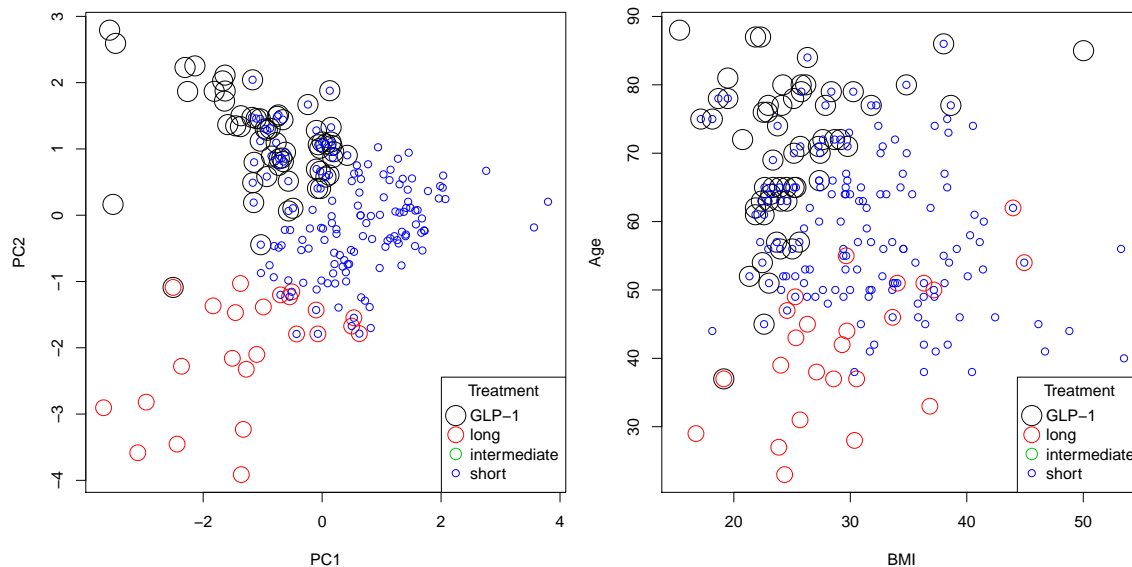 3
2
1
0
−1
−2
−3
−4
PC2
−2
0
2
4
PC1
Treatment
GLP−1
long
intermediate
short
90
80
70
60
50
40
30
Age
20
30
40
50
BMI
Treatment
GLP−1
long
intermediate
short